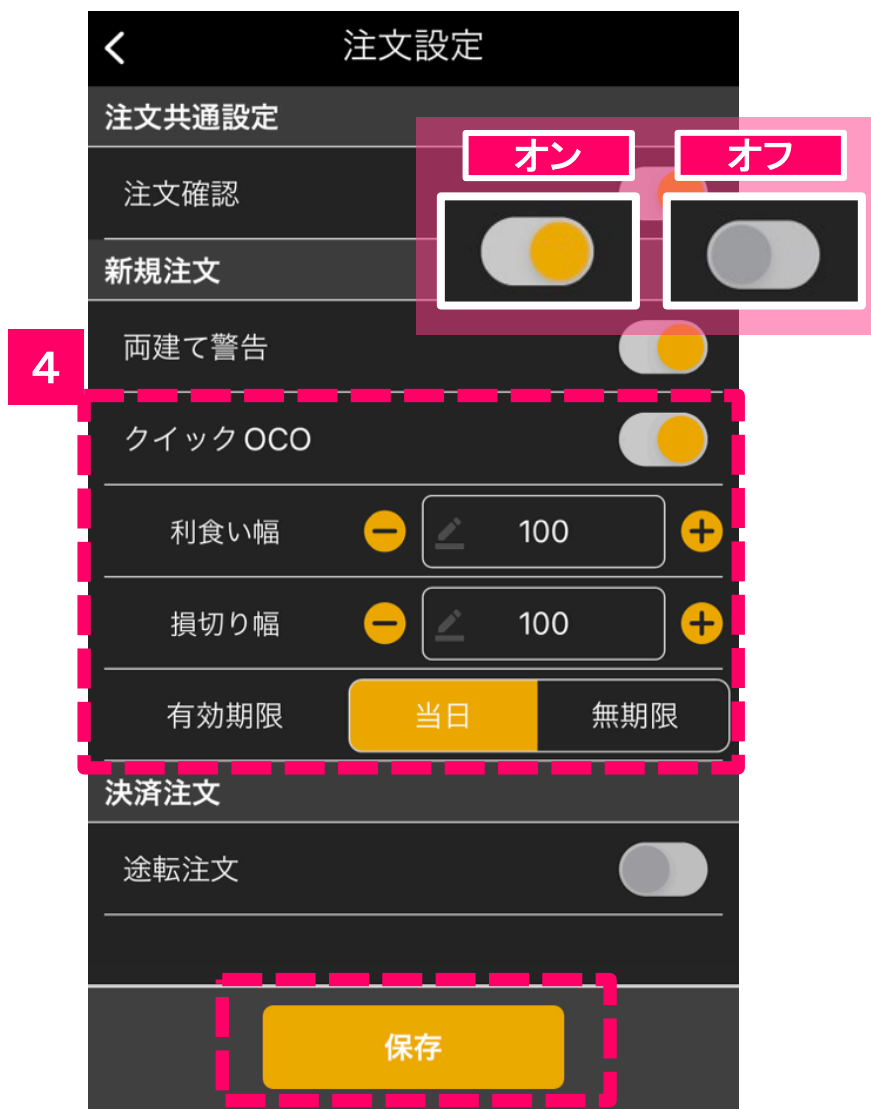 注文設定
注文共通設定
オン オフ
注文確認
新規注文
両建て警告
4
クイックOCO
利食い幅 100
損切り幅 100
有効期限 当日 無期限
決済注文
途転注文
保存